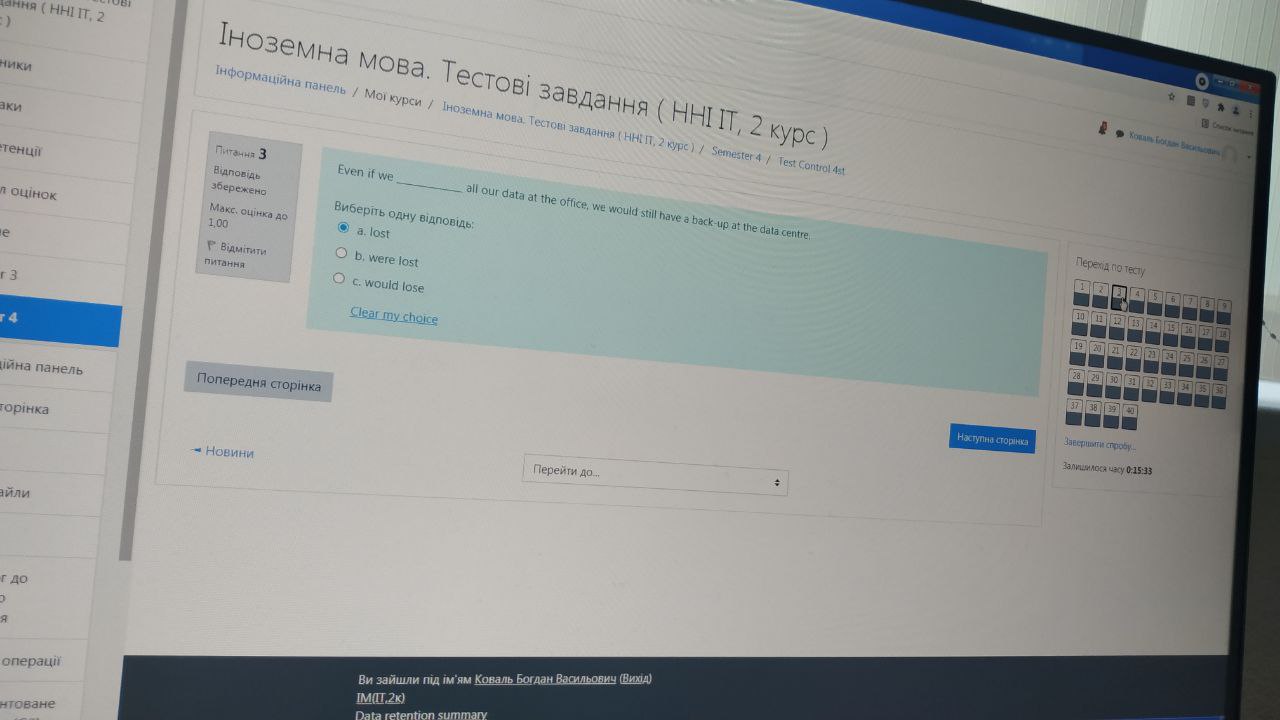 дання ( ННІ ІТ, 2
Іноземна мова. Тестові завдання ( ННІ ІТ, 2 курс )
Інформаційна панель / Мої курси / Іноземна мова. Тестові завдання ( ННІ ІТ, 2 курс ) / Semester 4 / Test Control 4st
Список читання
Коваль Богдан Васильович
ники
аки
тенції
л оцінок
е
r 3
r 4
ційна панель
торінка
айли
г до
о
я
операції
нтоване
Питання 3
Відповідь
збережено
Макс. оцінка до
1,00
Відмітити
питання
Even if we __________ all our data at the office, we would still have a back-up at the data centre.
Виберіть одну відповідь:
a. lost
b. were lost
c. would lose
Clear my choice
Попередня сторінка
Наступна сторінка
Новини
Перейти до...
Перехід по тесту
1 2 3 4 5 6 7 8 9
10 11 12 13 14 15 16 17 18
19 20 21 22 23 24 25 26 27
28 29 30 31 32 33 34 35 36
37 38 39 40
Завершити спробу...
Залишилося часу 0:15:33
Ви зайшли під ім'ям Коваль Богдан Васильович (Вихід)
ІМ(ІТ,2к)
Data retention summary